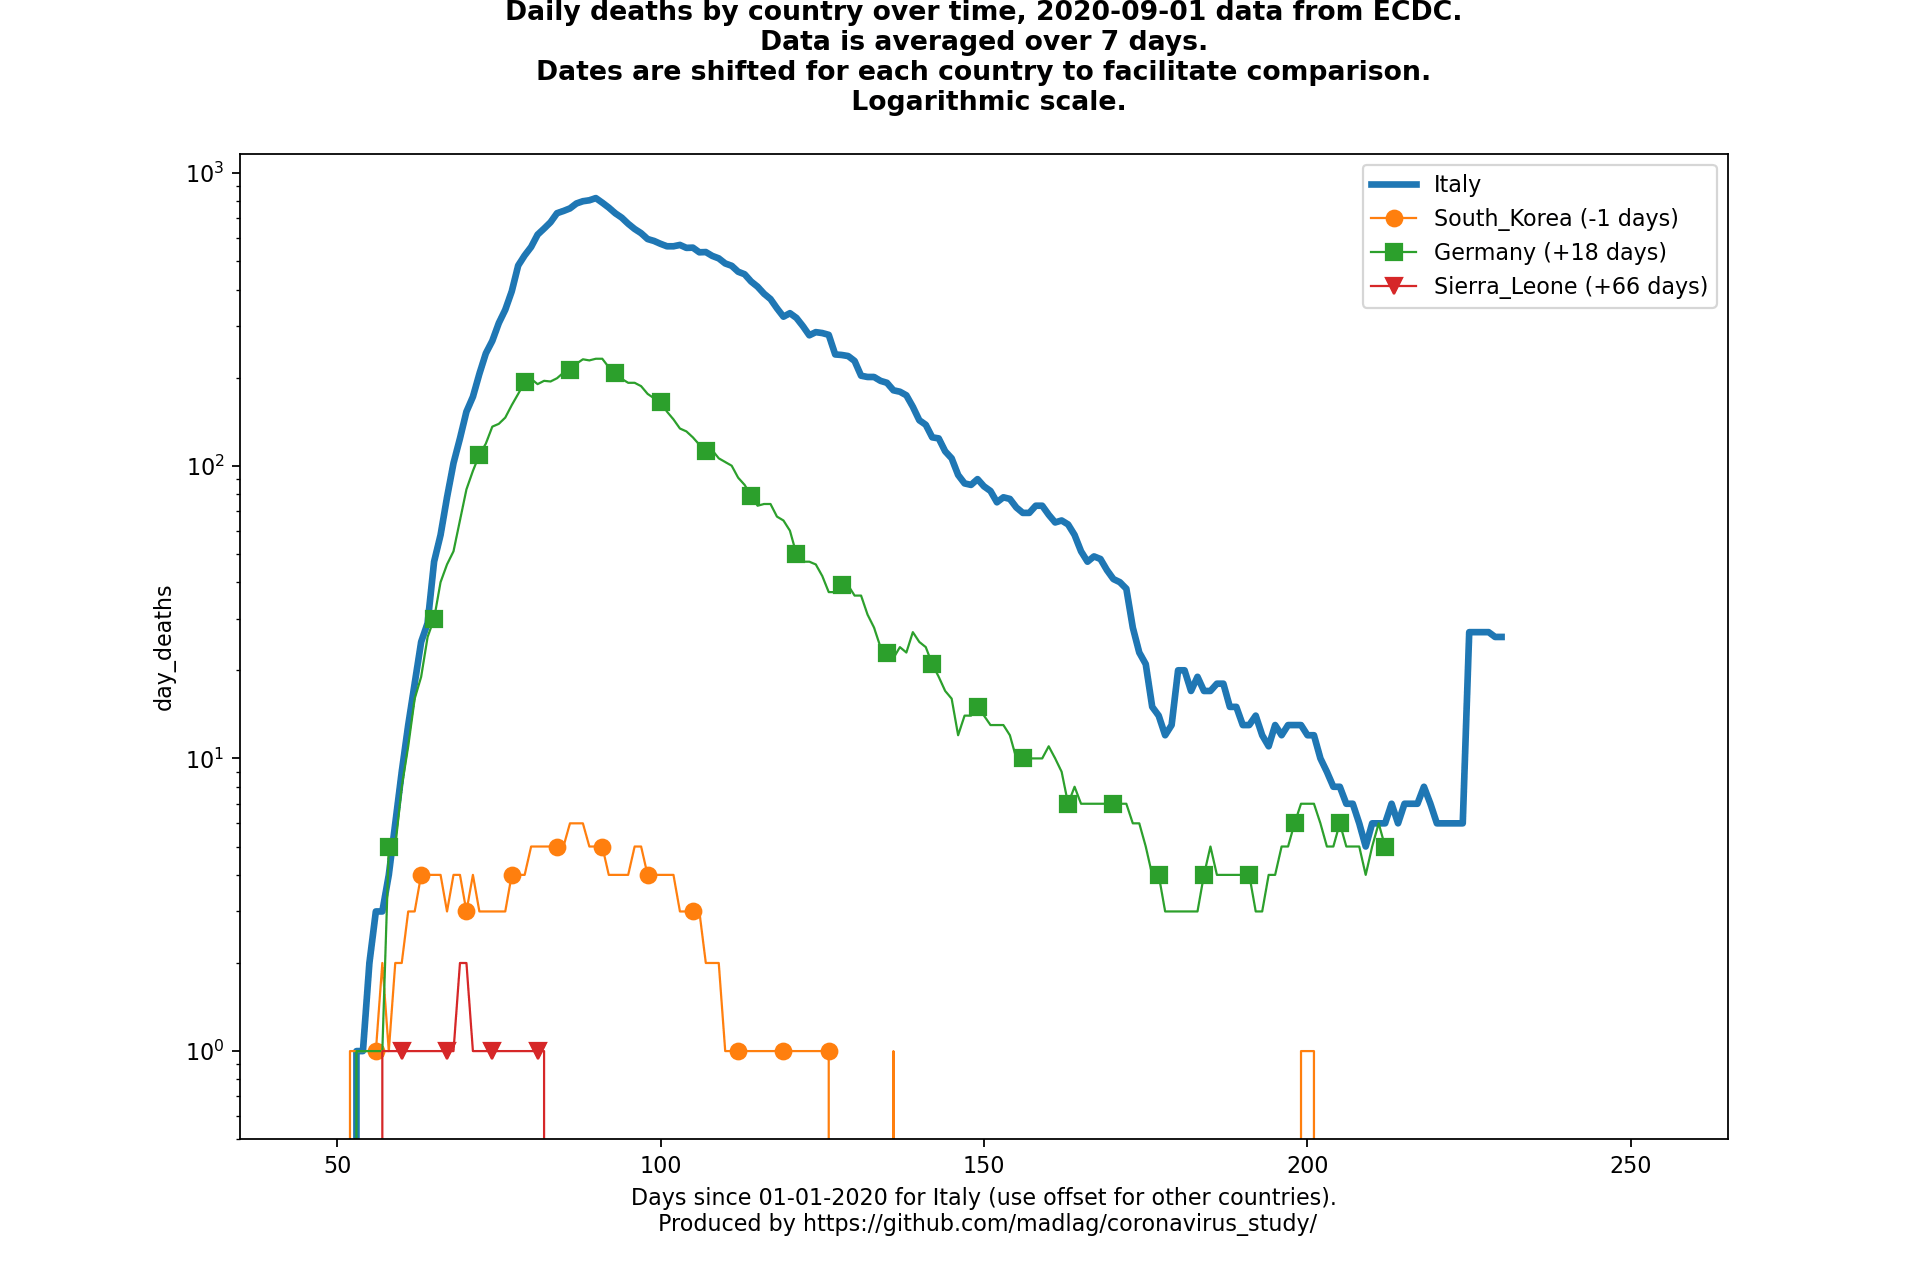 Daily deaths by country over time, 2020-09-01 data from ECDC.
Data is averaged over 7 days.
Dates are shifted for each country to facilitate comparison.
Logarithmic scale.
10³
10²
10¹
10⁰
day_deaths
Italy
South_Korea (-1 days)
Germany (+18 days)
Sierra_Leone (+66 days)
50 100 150 200 250
Days since 01-01-2020 for Italy (use offset for other countries).
Produced by https://github.com/madlag/coronavirus_study/